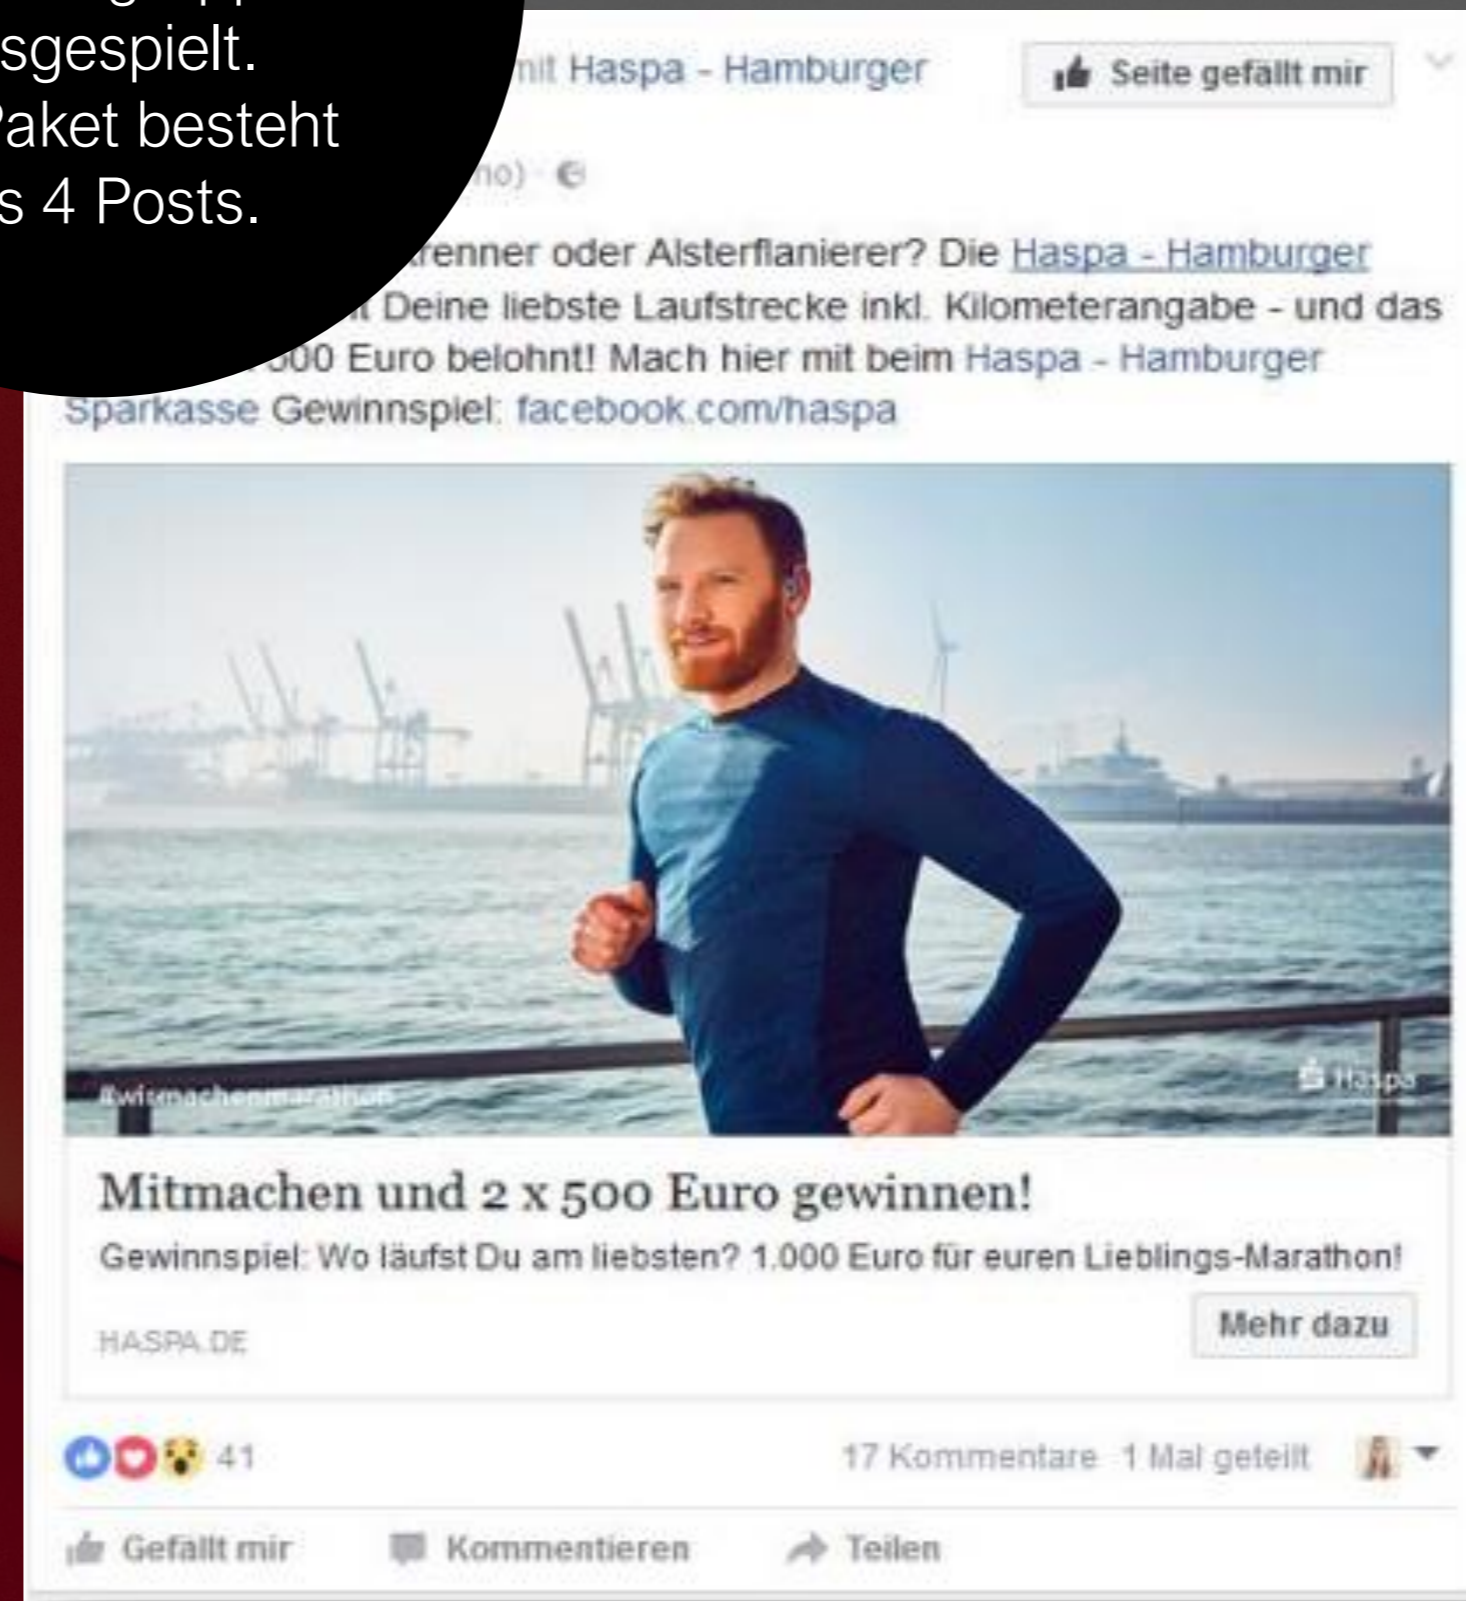 sgespielt.
Paket besteht
s 4 Posts.
mit Haspa - Hamburger
Seite gefällt mir
renner oder Alsterflanierer? Die Haspa - Hamburger
Deine liebste Laufstrecke inkl. Kilometerangabe - und das
500 Euro belohnt! Mach hier mit beim Haspa - Hamburger
Sparkasse Gewinnspiel: facebook.com/haspa
#wirmachenmarathon
Haspa
Mitmachen und 2 x 500 Euro gewinnen!
Gewinnspiel: Wo läufst Du am liebsten? 1.000 Euro für euren Lieblings-Marathon!
HASPA.DE
Mehr dazu
41
17 Kommentare 1 Mal geteilt
Gefällt mir
Kommentieren
Teilen